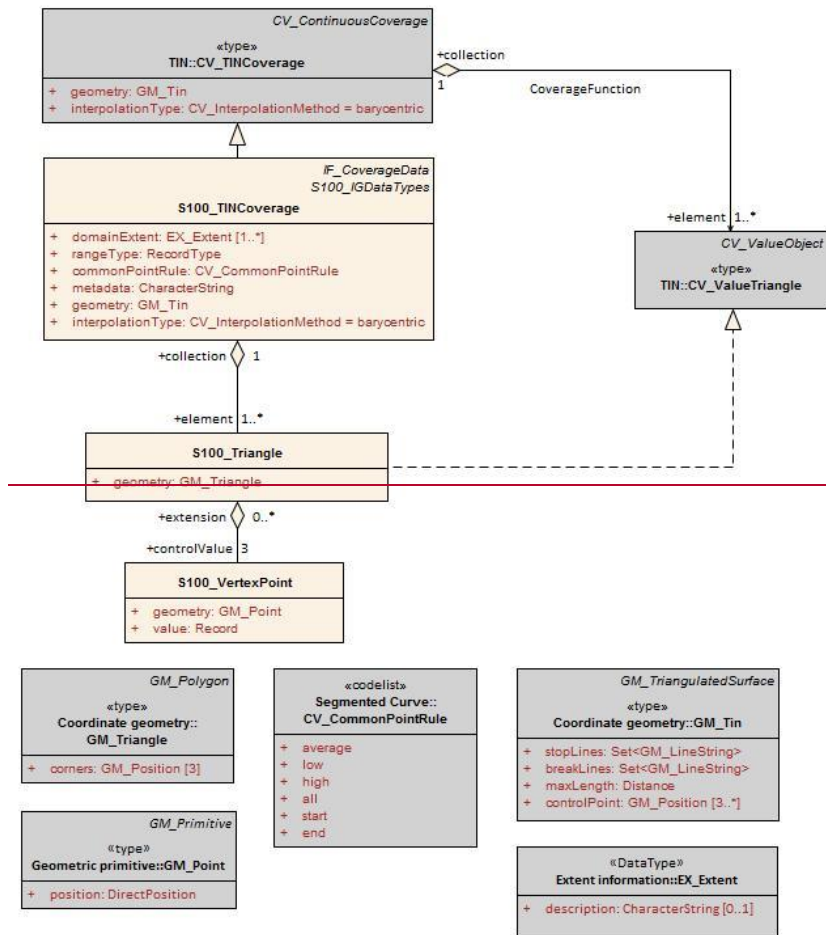 CV_ContinuousCoverage
«type»
TIN::CV_TINCoverage
+ geometry: GM_Tin
+ interpolationType: CV_InterpolationMethod = barycentric
+collection
1
CoverageFunction
+element 1..*
CV_ValueObject
«type»
TIN::CV_ValueTriangle
IF_CoverageData
S100_IGDataTypes
S100_TINCoverage
+ domainExtent: EX_Extent [1..*]
+ rangeType: RecordType
+ commonPointRule: CV_CommonPointRule
+ metadata: CharacterString
+ geometry: GM_Tin
+ interpolationType: CV_InterpolationMethod = barycentric
+collection 1
+element 1..*
S100_Triangle
+ geometry: GM_Triangle
+extension 0..*
+controlValue 3
S100_VertexPoint
+ geometry: GM_Point
+ value: Record
GM_Polygon
«type»
Coordinate geometry::
GM_Triangle
+ corners: GM_Position [3]
GM_Primitive
«type»
Geometric primitive::GM_Point
+ position: DirectPosition
«codelist»
Segmented Curve::
CV_CommonPointRule
+ average
+ low
+ high
+ all
+ start
+ end
GM_TriangulatedSurface
«type»
Coordinate geometry::GM_Tin
+ stopLines: Set<GM_LineString>
+ breakLines: Set<GM_LineString>
+ maxLength: Distance
+ controlPoint: GM_Position [3..*]
«DataType»
Extent information::EX_Extent
+ description: CharacterString [0..1]